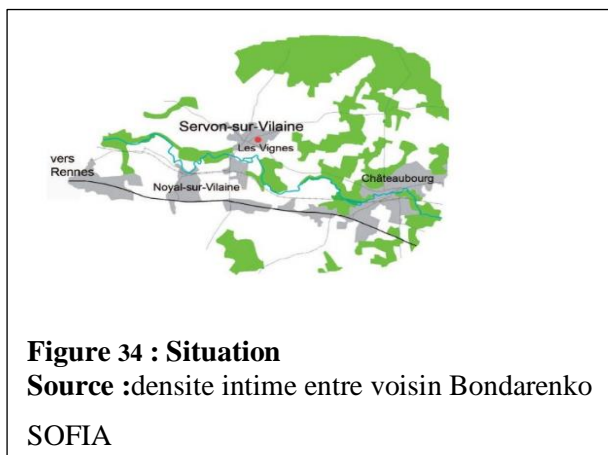 Servon-sur-Vilaine
Les Vignes
vers
Rennes
Châteaubourg
Noyal-sur-Vilaine
Figure 34 : Situation
Source :densite intime entre voisin Bondarenko
SOFIA